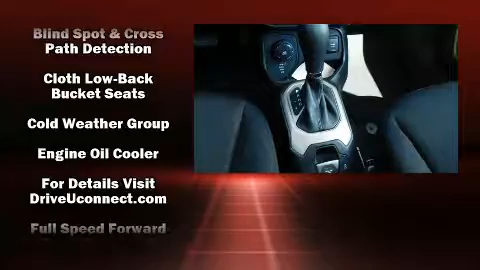 Blind Spot & Cross
Path Detection
Cloth Low-Back
Bucket Seats
Cold Weather Group
Engine Oil Cooler
For Details Visit
DriveUconnect.com
Full Speed Forward